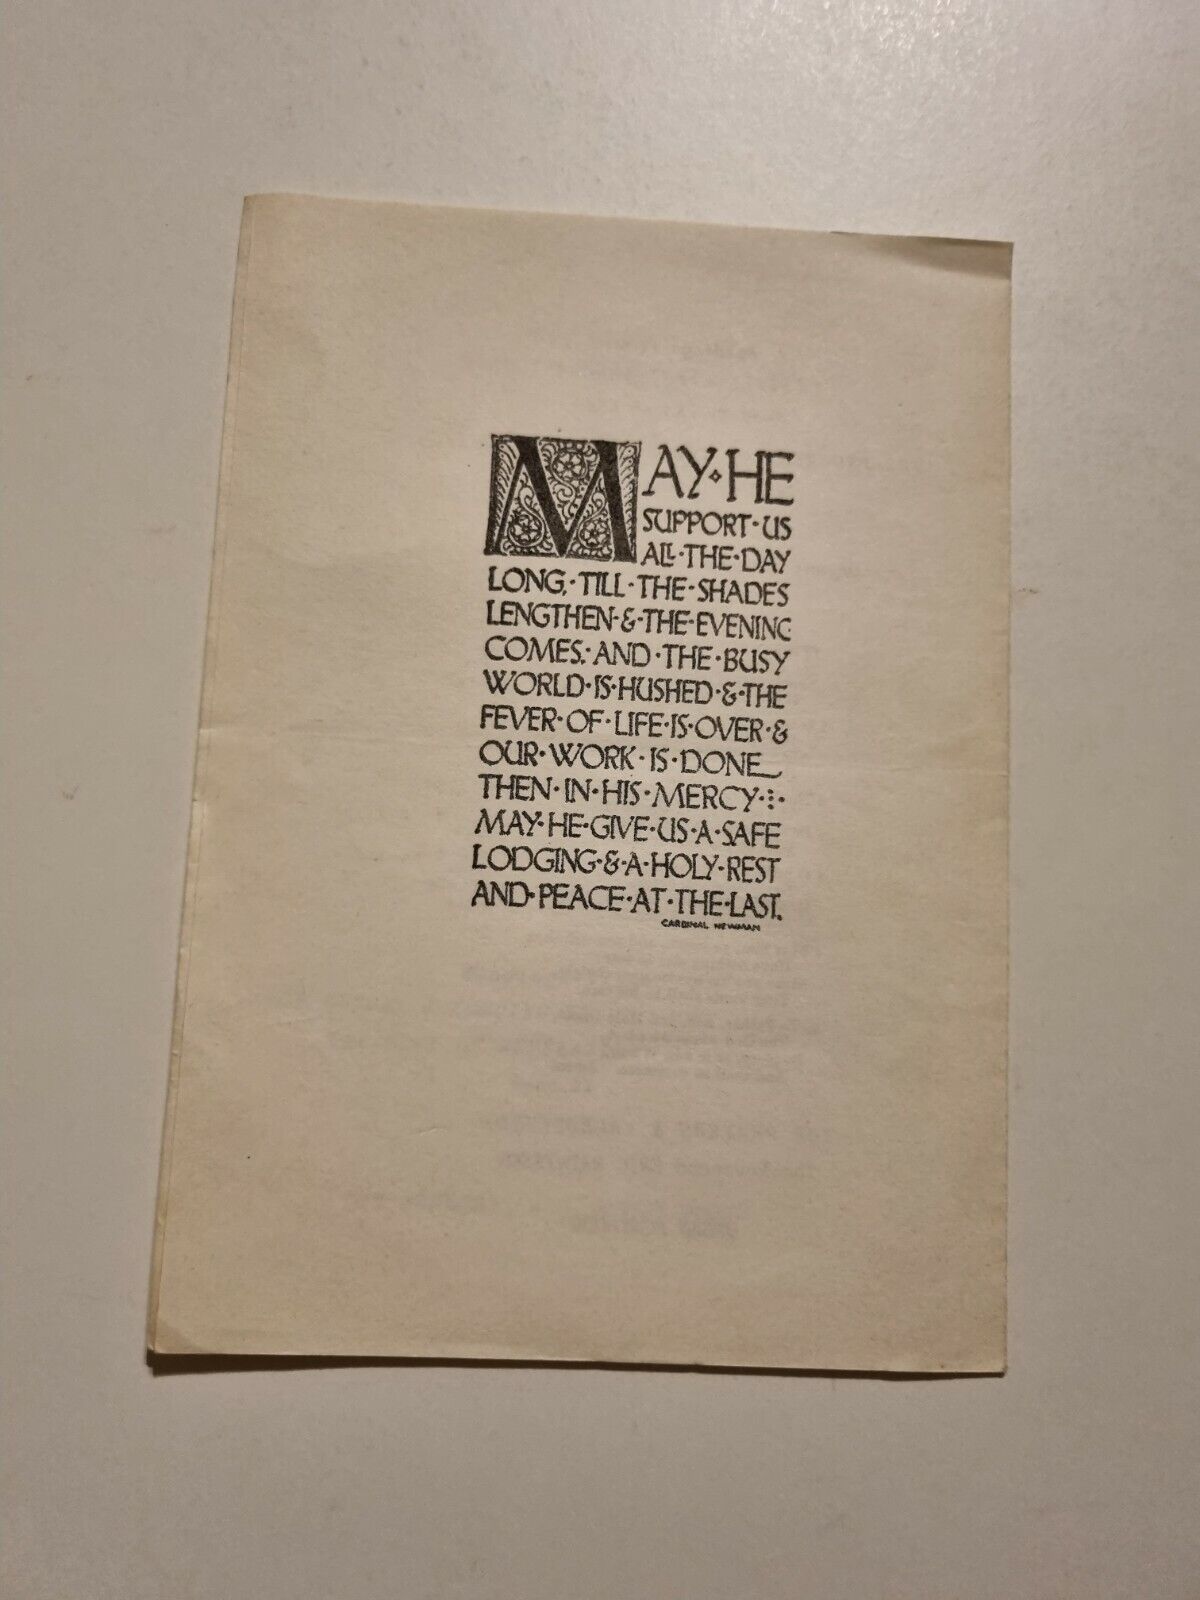 MAY HE
SUPPORT · US
ALL · THE · DAY
LONG, · TILL · THE · SHADES
LENGTHEN · & · THE · EVENING
COMES, · AND · THE · BUSY
WORLD · IS · HUSHED · & · THE
FEVER · OF · LIFE · IS · OVER · &
OUR · WORK · IS · DONE
THEN · IN · HIS · MERCY
MAY · HE · GIVE · US · A · SAFE
LODGING · & · A · HOLY · REST
AND · PEACE · AT · THE · LAST.
CARDINAL NEWMAN